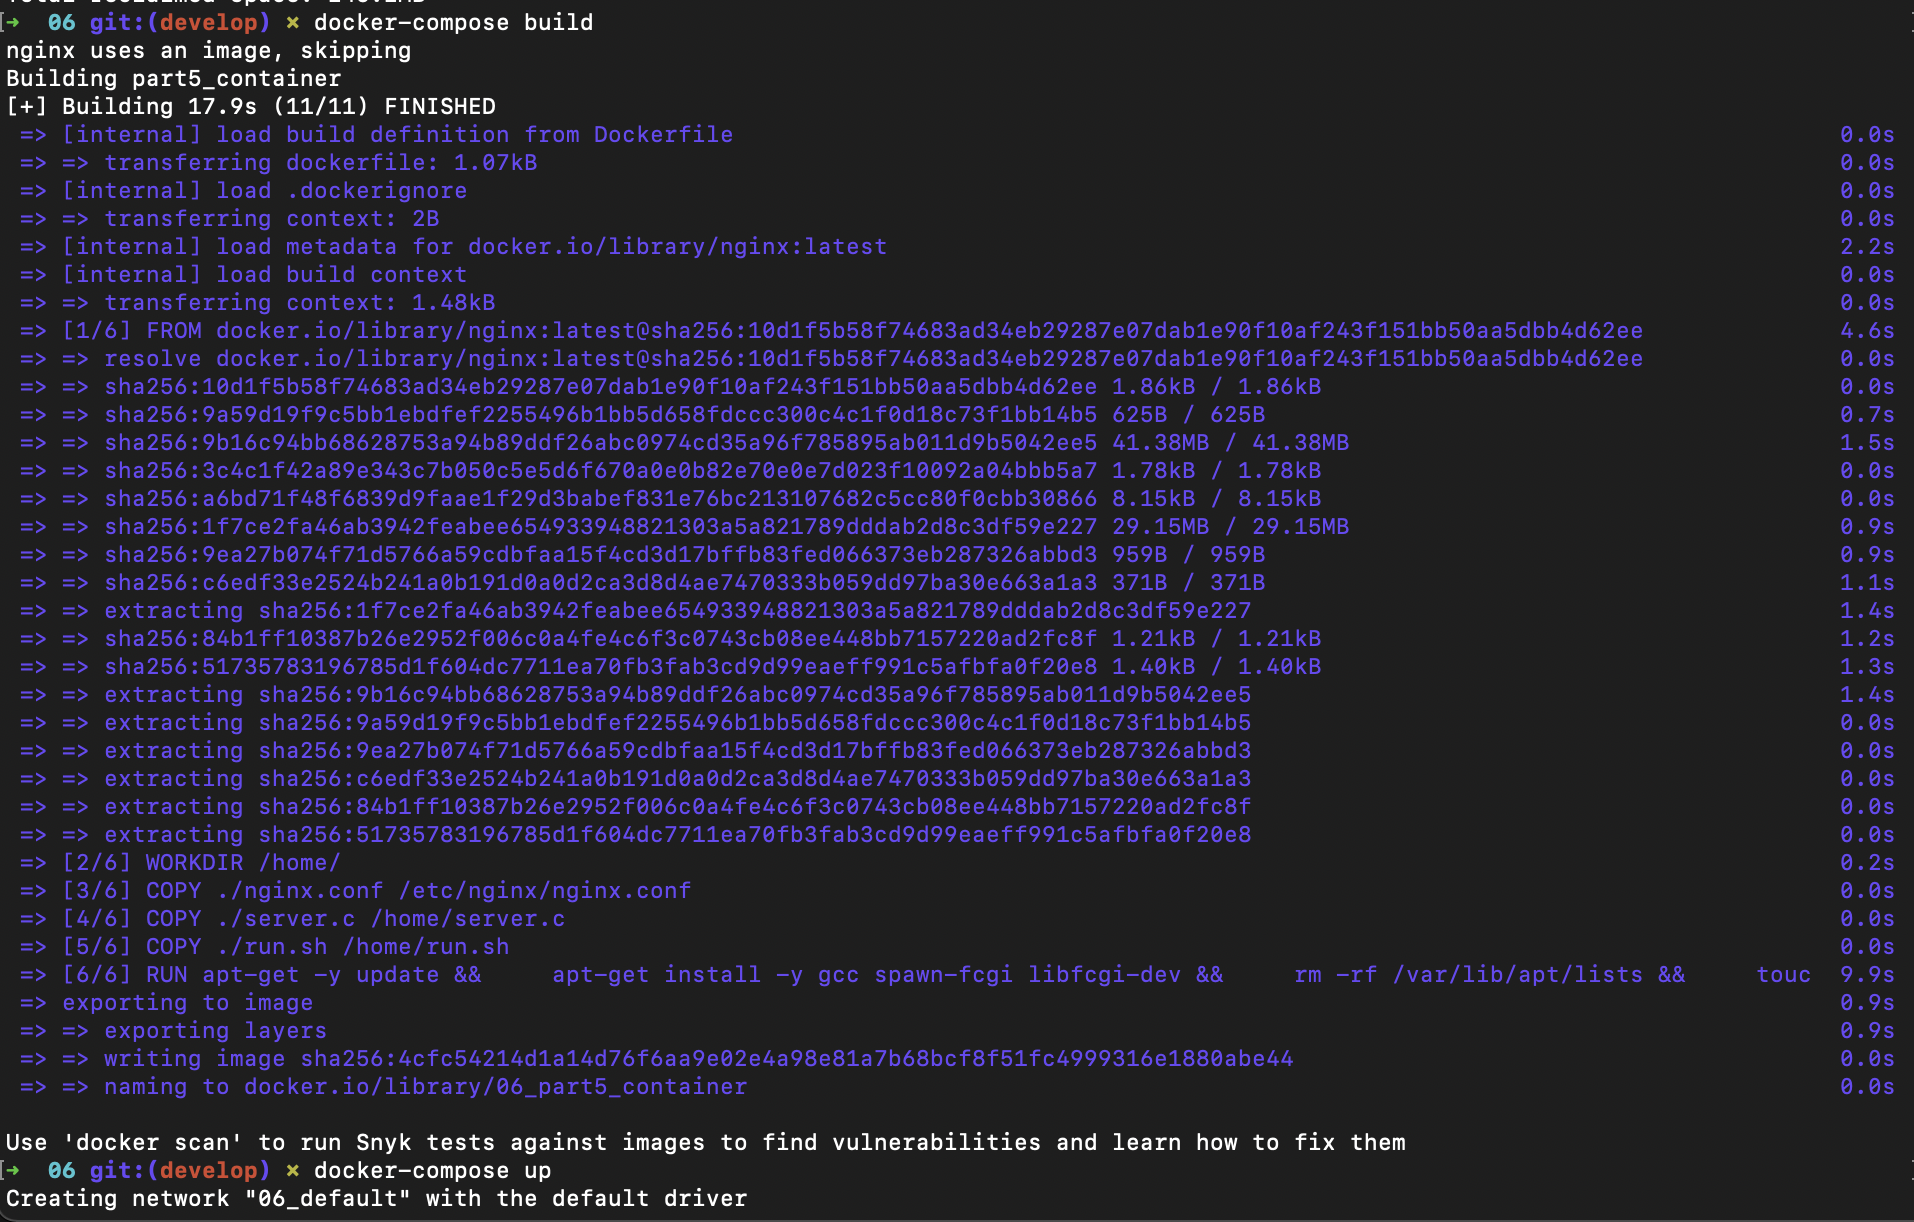 ➜  06 git:(develop) ✗ docker-compose build
nginx uses an image, skipping
Building part5_container
[+] Building 17.9s (11/11) FINISHED
=> [internal] load build definition from Dockerfile 0.0s
=> => transferring dockerfile: 1.07kB 0.0s
=> [internal] load .dockerignore 0.0s
=> => transferring context: 2B 0.0s
=> [internal] load metadata for docker.io/library/nginx:latest 2.2s
=> [internal] load build context 0.0s
=> => transferring context: 1.48kB 0.0s
=> [1/6] FROM docker.io/library/nginx:latest@sha256:10d1f5b58f74683ad34eb29287e07dab1e90f10af243f151bb50aa5dbb4d62ee 4.6s
=> => resolve docker.io/library/nginx:latest@sha256:10d1f5b58f74683ad34eb29287e07dab1e90f10af243f151bb50aa5dbb4d62ee 0.0s
=> => sha256:10d1f5b58f74683ad34eb29287e07dab1e90f10af243f151bb50aa5dbb4d62ee 1.86kB / 1.86kB 0.0s
=> => sha256:9a59d19f9c5bb1ebdfef2255496b1bb5d658fdccc300c4c1f0d18c73f1bb14b5 625B / 625B 0.7s
=> => sha256:9b16c94bb68628753a94b89ddf26abc0974cd35a96f785895ab011d9b5042ee5 41.38MB / 41.38MB 1.5s
=> => sha256:3c4c1f42a89e343c7b050c5e5d6f670a0e0b82e70e0e7d023f10092a04bbb5a7 1.78kB / 1.78kB 0.0s
=> => sha256:a6bd71f48f6839d9faae1f29d3babef831e76bc213107682c5cc80f0cbb30866 8.15kB / 8.15kB 0.0s
=> => sha256:1f7ce2fa46ab3942feabee654933948821303a5a821789dddab2d8c3df59e227 29.15MB / 29.15MB 0.9s
=> => sha256:9ea27b074f71d5766a59cdbfaa15f4cd3d17bffb83fed066373eb287326abbd3 959B / 959B 0.9s
=> => sha256:c6edf33e2524b241a0b191d0a0d2ca3d8d4ae7470333b059dd97ba30e663a1a3 371B / 371B 1.1s
=> => extracting sha256:1f7ce2fa46ab3942feabee654933948821303a5a821789dddab2d8c3df59e227 1.4s
=> => sha256:84b1ff10387b26e2952f006c0a4fe4c6f3c0743cb08ee448bb7157220ad2fc8f 1.21kB / 1.21kB 1.2s
=> => sha256:51735783196785d1f604dc7711ea70fb3fab3cd9d99eaeff991c5afbfa0f20e8 1.40kB / 1.40kB 1.3s
=> => extracting sha256:9b16c94bb68628753a94b89ddf26abc0974cd35a96f785895ab011d9b5042ee5 1.4s
=> => extracting sha256:9a59d19f9c5bb1ebdfef2255496b1bb5d658fdccc300c4c1f0d18c73f1bb14b5 0.0s
=> => extracting sha256:9ea27b074f71d5766a59cdbfaa15f4cd3d17bffb83fed066373eb287326abbd3 0.0s
=> => extracting sha256:c6edf33e2524b241a0b191d0a0d2ca3d8d4ae7470333b059dd97ba30e663a1a3 0.0s
=> => extracting sha256:84b1ff10387b26e2952f006c0a4fe4c6f3c0743cb08ee448bb7157220ad2fc8f 0.0s
=> => extracting sha256:51735783196785d1f604dc7711ea70fb3fab3cd9d99eaeff991c5afbfa0f20e8 0.0s
=> [2/6] WORKDIR /home/ 0.2s
=> [3/6] COPY ./nginx.conf /etc/nginx/nginx.conf 0.0s
=> [4/6] COPY ./server.c /home/server.c 0.0s
=> [5/6] COPY ./run.sh /home/run.sh 0.0s
=> [6/6] RUN apt-get -y update &&     apt-get install -y gcc spawn-fcgi libfcgi-dev &&     rm -rf /var/lib/apt/lists &&     touc 9.9s
=> exporting to image 0.9s
=> => exporting layers 0.9s
=> => writing image sha256:4cfc54214d1a14d76f6aa9e02e4a98e81a7b68bcf8f51fc4999316e1880abe44 0.0s
=> => naming to docker.io/library/06_part5_container 0.0s
Use 'docker scan' to run Snyk tests against images to find vulnerabilities and learn how to fix them
➜  06 git:(develop) ✗ docker-compose up
Creating network "06_default" with the default driver